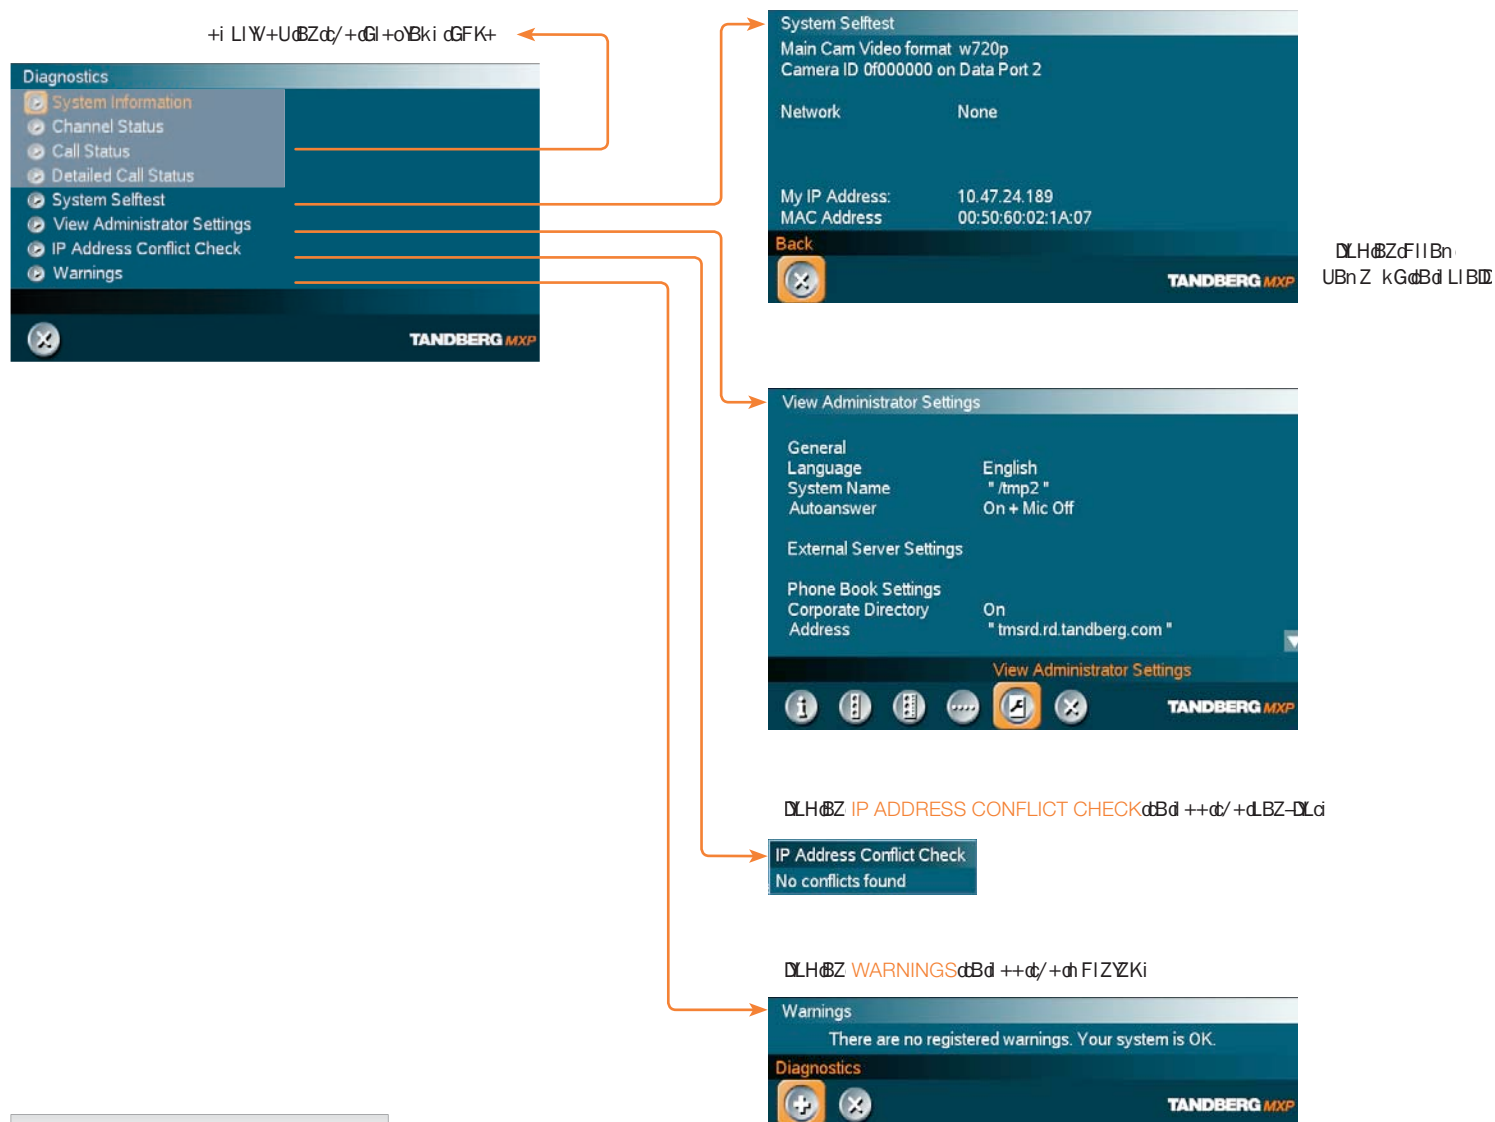 Diagnostics
System Information
Channel Status
Call Status
Detailed Call Status
System Selftest
View Administrator Settings
IP Address Conflict Check
Warnings
TANDBERG MXP
System Selftest
Main Cam Video format w720p
Camera ID 0f000000 on Data Port 2
Network None
My IP Address: 10.47.24.189
MAC Address 00:50:60:02:1A:07
Back
TANDBERG MXP
View Administrator Settings
General
Language English
System Name "/tmp2"
Autoanswer On + Mic Off
External Server Settings
Phone Book Settings
Corporate Directory On
Address "tmsrd.rd.tandberg.com"
View Administrator Settings
TANDBERG MXP
IP ADDRESS CONFLICT CHECK
IP Address Conflict Check
No conflicts found
WARNINGS
Warnings
There are no registered warnings. Your system is OK.
Diagnostics
TANDBERG MXP